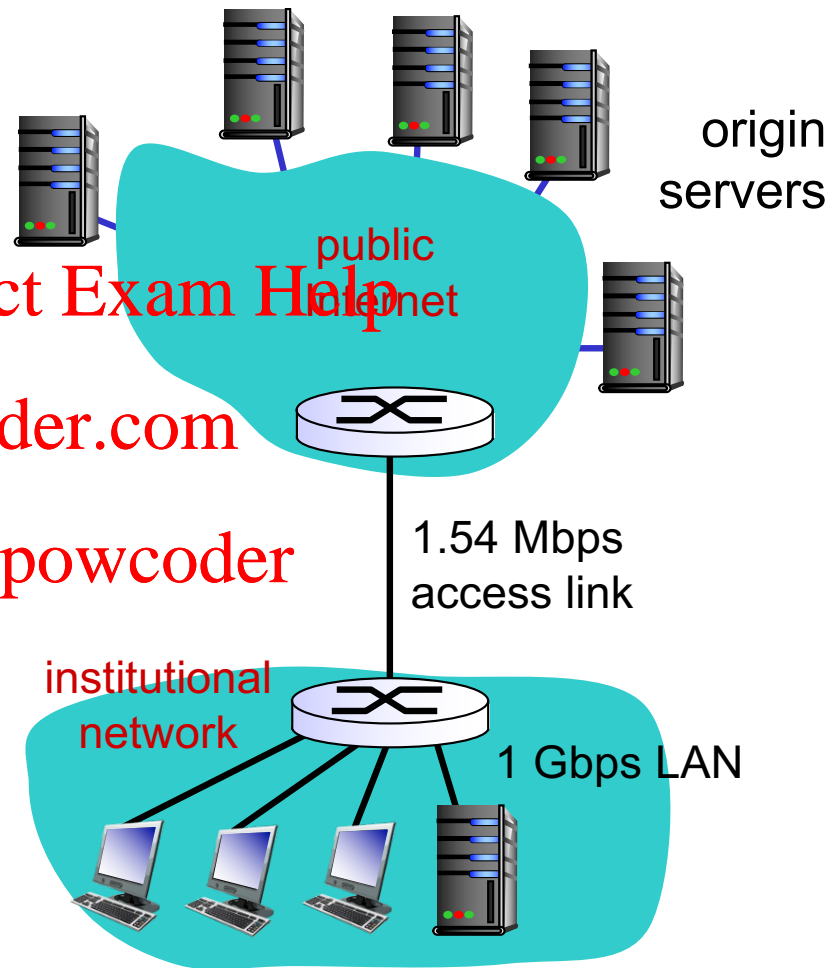 origin
servers
public
Internet
ct Exam Help
der.com
powcoder
1.54 Mbps
access link
institutional
network
1 Gbps LAN